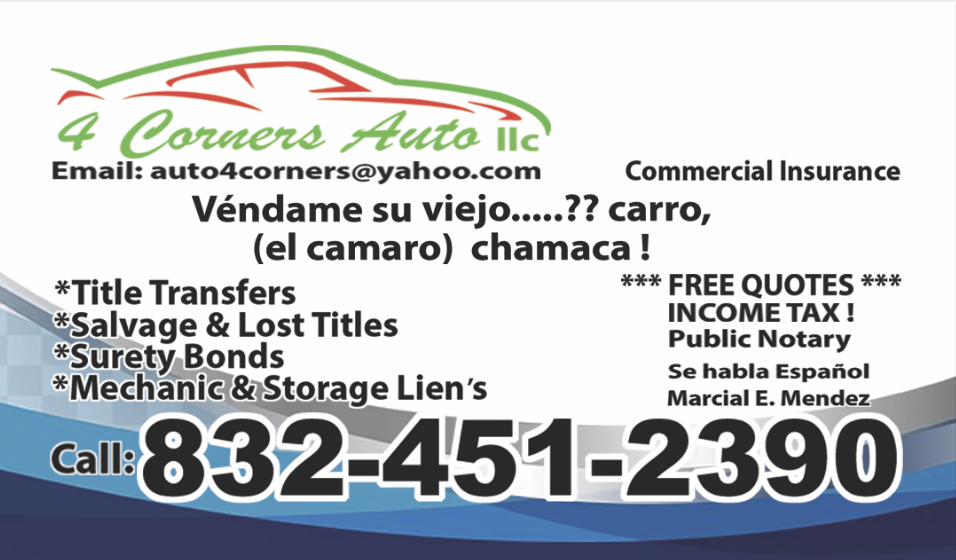 4 Corners Auto llc
Email: auto4corners@yahoo.com
Commercial Insurance
Véndame su viejo.....?? carro,
(el camaro) chamaca !
*Title Transfers
*Salvage & Lost Titles
*Surety Bonds
*Mechanic & Storage Lien's
*** FREE QUOTES ***
INCOME TAX !
Public Notary
Se habla Español
Marcial E. Mendez
Call: 832-451-2390